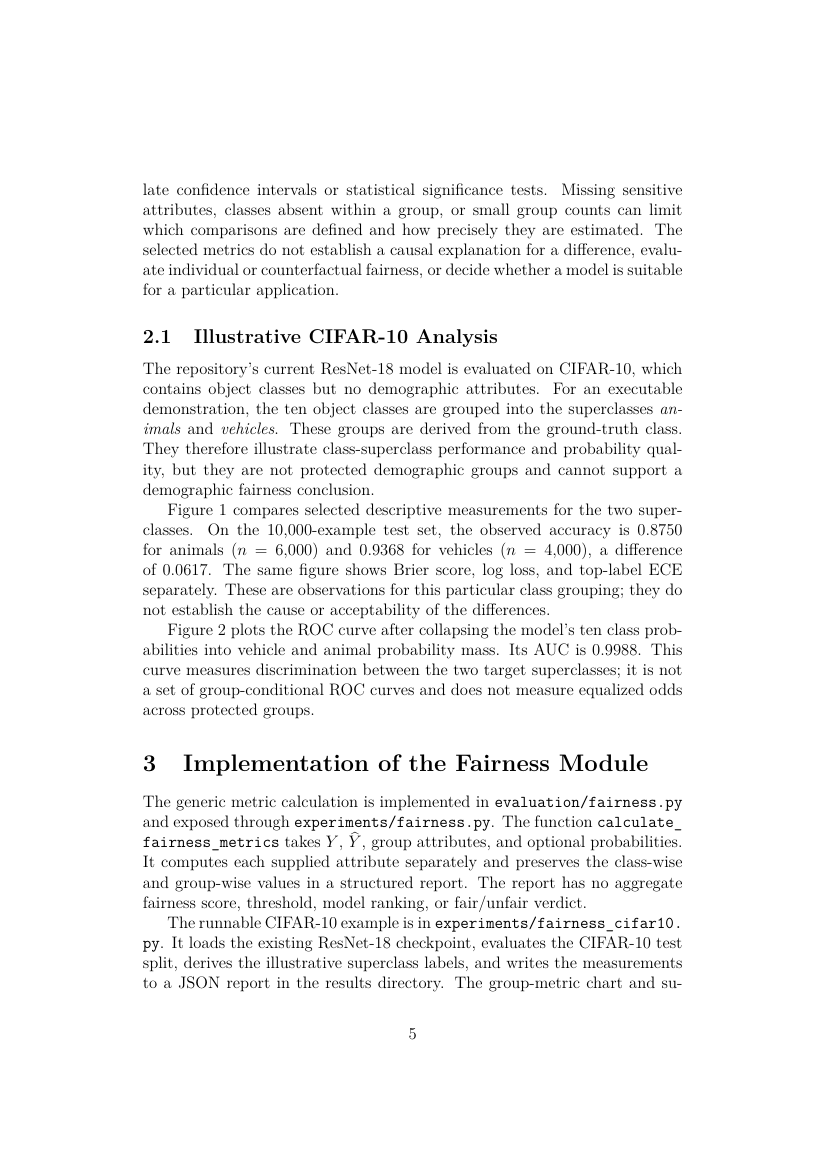 late confidence intervals or statistical significance tests. Missing sensitive
attributes, classes absent within a group, or small group counts can limit
which comparisons are defined and how precisely they are estimated. The
selected metrics do not establish a causal explanation for a difference, evalu-
ate individual or counterfactual fairness, or decide whether a model is suitable
for a particular application.
2.1 Illustrative CIFAR-10 Analysis
The repository's current ResNet-18 model is evaluated on CIFAR-10, which
contains object classes but no demographic attributes. For an executable
demonstration, the ten object classes are grouped into the superclasses an-
imals and vehicles. These groups are derived from the ground-truth class.
They therefore illustrate class-superclass performance and probability qual-
ity, but they are not protected demographic groups and cannot support a
demographic fairness conclusion.
Figure 1 compares selected descriptive measurements for the two super-
classes. On the 10,000-example test set, the observed accuracy is 0.8750
for animals (n = 6,000) and 0.9368 for vehicles (n = 4,000), a difference
of 0.0617. The same figure shows Brier score, log loss, and top-label ECE
separately. These are observations for this particular class grouping; they do
not establish the cause or acceptability of the differences.
Figure 2 plots the ROC curve after collapsing the model's ten class prob-
abilities into vehicle and animal probability mass. Its AUC is 0.9988. This
curve measures discrimination between the two target superclasses; it is not
a set of group-conditional ROC curves and does not measure equalized odds
across protected groups.
3 Implementation of the Fairness Module
The generic metric calculation is implemented in evaluation/fairness.py
and exposed through experiments/fairness.py. The function calculate_
fairness_metrics takes Y, Ŷ, group attributes, and optional probabilities.
It computes each supplied attribute separately and preserves the class-wise
and group-wise values in a structured report. The report has no aggregate
fairness score, threshold, model ranking, or fair/unfair verdict.
The runnable CIFAR-10 example is in experiments/fairness_cifar10.
py. It loads the existing ResNet-18 checkpoint, evaluates the CIFAR-10 test
split, derives the illustrative superclass labels, and writes the measurements
to a JSON report in the results directory. The group-metric chart and su-
5